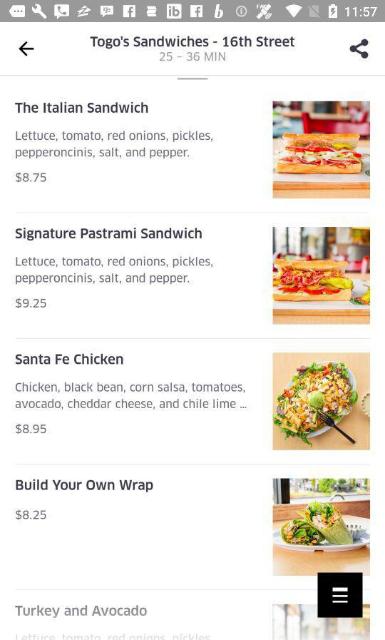 11:57
Togo's Sandwiches - 16th Street
25 – 36 MIN
The Italian Sandwich
Lettuce, tomato, red onions, pickles,
pepperoncinis, salt, and pepper.
$8.75
Signature Pastrami Sandwich
Lettuce, tomato, red onions, pickles,
pepperoncinis, salt, and pepper.
$9.25
Santa Fe Chicken
Chicken, black bean, corn salsa, tomatoes,
avocado, cheddar cheese, and chile lime ...
$8.95
Build Your Own Wrap
$8.25
Turkey and Avocado
Lettuce, tomato, red onions, pickles,